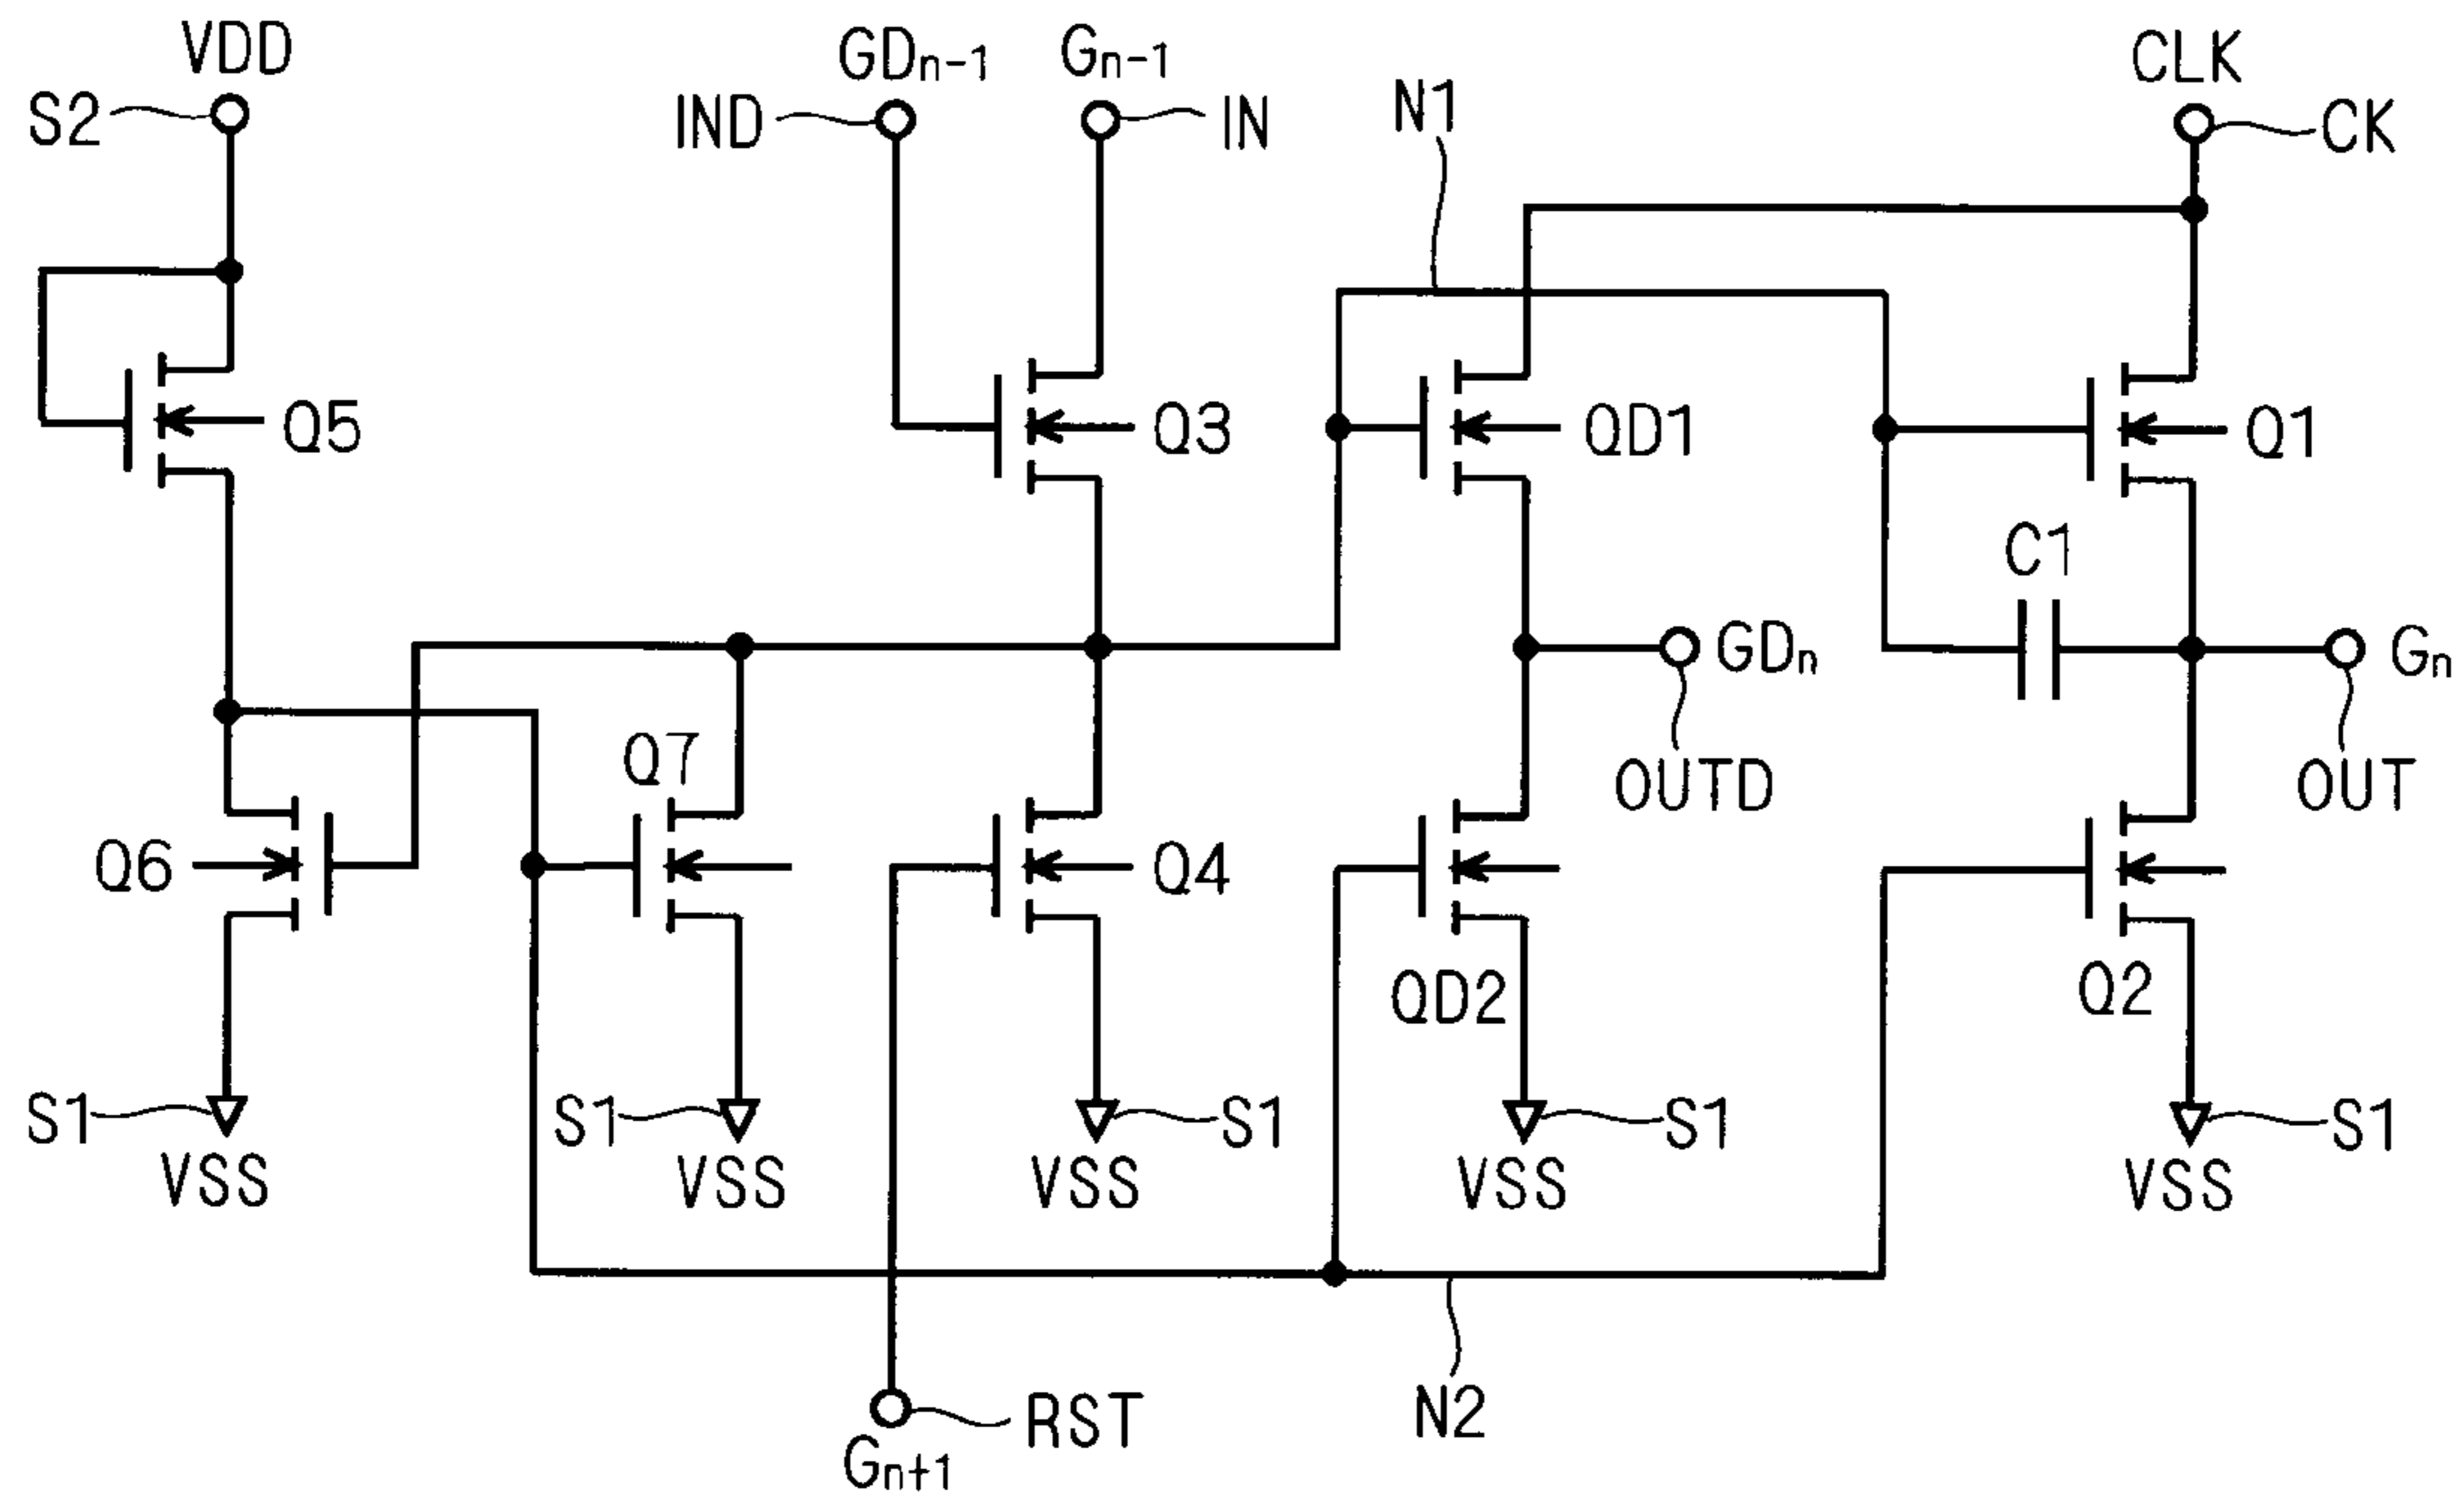 VDD
GDn-1
Gn-1
CLK
S2
IND
IN
N1
CK
Q5
Q3
QD1
Q1
C1
GDn
Gn
Q7
OUTD
OUT
Q6
Q4
QD2
Q2
S1
S1
S1
S1
S1
VSS
VSS
VSS
VSS
VSS
RST
N2
Gn+1